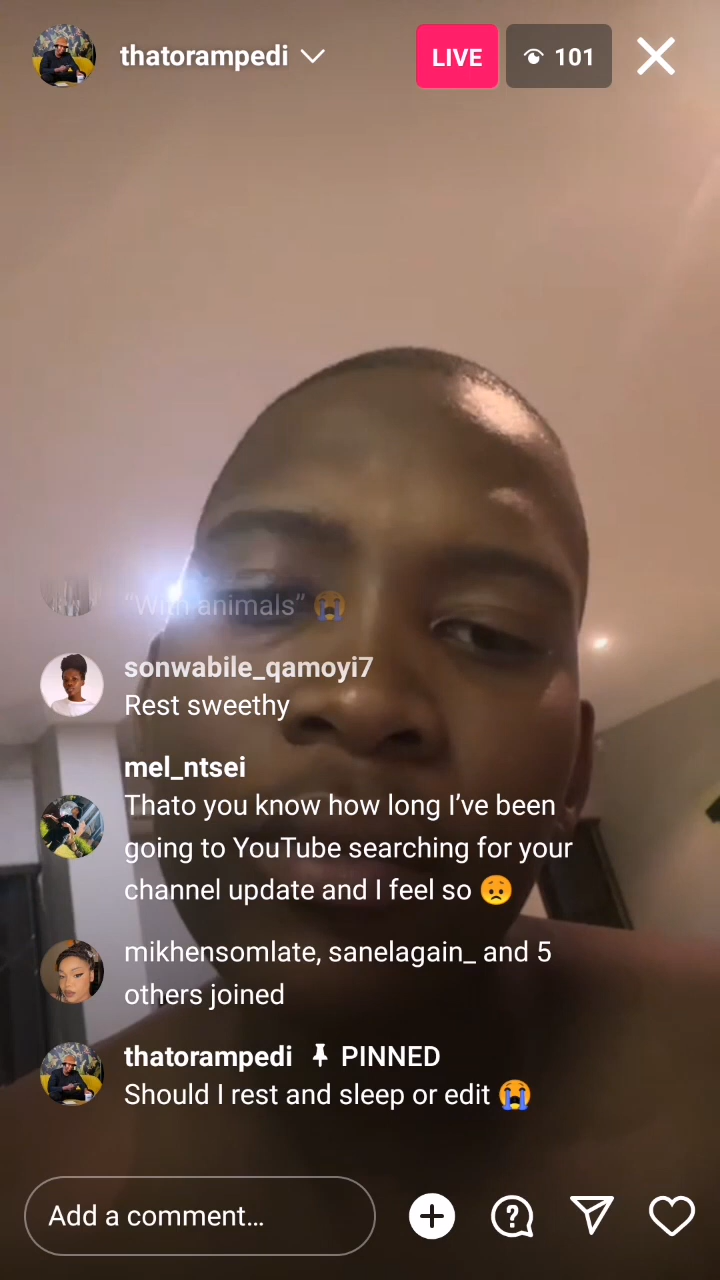 thatorampedi
LIVE
101
“With animals” 😭
sonwabile_qamoyi7
Rest sweethy
mel_ntsei
Thato you know how long I’ve been
going to YouTube searching for your
channel update and I feel so 😞
mikhensomlate, sanelagain_ and 5
others joined
thatorampedi PINNED
Should I rest and sleep or edit 😭
Add a comment…